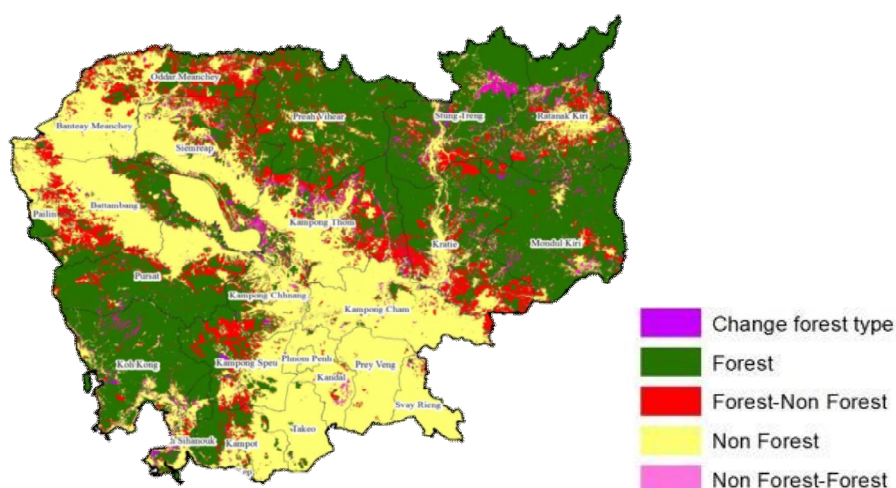 Oddar Meanchey
Preah Vihear
Stung Treng
Ratanak Kiri
Banteay Meanchey
Siemreap
Battambang
Pailin
Kampong Thom
Kratie
Mondul Kiri
Pursat
Kampong Chhnang
Kampong Cham
Koh Kong
Kampong Speu
Phnom Penh
Prey Veng
Kandal
Svay Rieng
Takeo
Sihanouk
Kampot
Change forest type
Forest
Forest-Non Forest
Non Forest
Non Forest-Forest